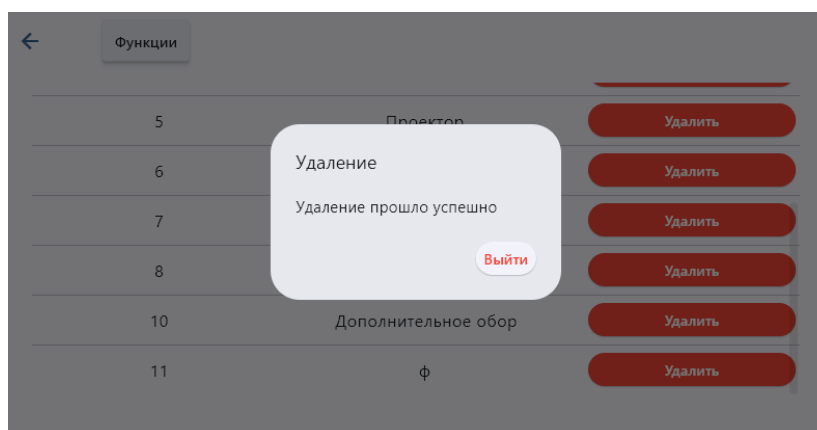 Функции
5 Проектор Удалить
6 Удалить
7 Удалить
8 Удалить
10 Дополнительное обор Удалить
11 ф Удалить
Удаление
Удаление прошло успешно
Выйти